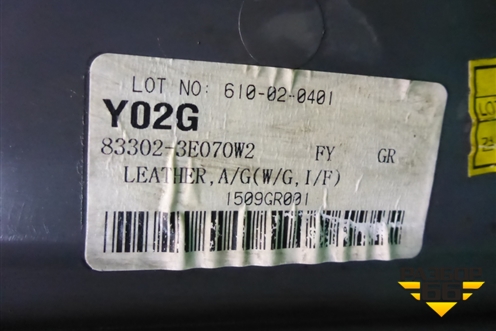 LOT NO: 610-02-0401
Y02G
83302-3E070W2 FY GR
LEATHER,A/G(W/G,I/F)
1509GR001